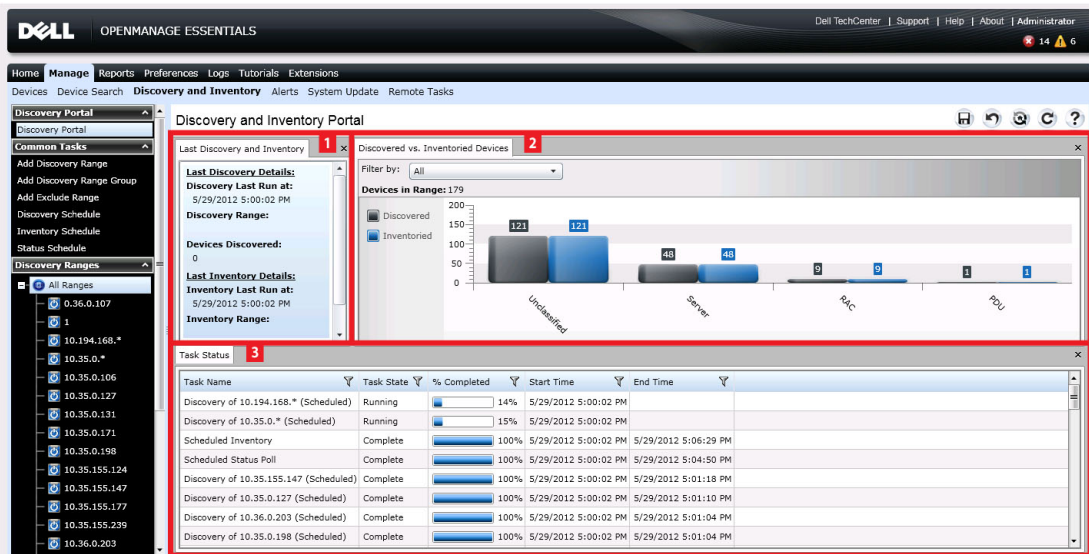 DELL OPENMANAGE ESSENTIALS
Dell TechCenter | Support | Help | About | Administrator
14 6
Home Manage Reports Preferences Logs Tutorials Extensions
Devices Device Search Discovery and Inventory Alerts System Update Remote Tasks
Discovery Portal
Discovery Portal
Common Tasks
Add Discovery Range
Add Discovery Range Group
Add Exclude Range
Discovery Schedule
Inventory Schedule
Status Schedule
Discovery Ranges
All Ranges
0.36.0.107
1
10.194.168.*
10.35.0.*
10.35.0.106
10.35.0.127
10.35.0.131
10.35.0.171
10.35.0.198
10.35.155.124
10.35.155.147
10.35.155.177
10.35.155.239
10.36.0.203
Discovery and Inventory Portal
Last Discovery and Inventory 1
Last Discovery Details:
Discovery Last Run at:
5/29/2012 5:00:02 PM
Discovery Range:
Devices Discovered:
0
Last Inventory Details:
Inventory Last Run at:
5/29/2012 5:00:02 PM
Inventory Range:
Discovered vs. Inventoried Devices 2
Filter by: All
Devices in Range: 179
Discovered
Inventoried
200
150
100
50
0
121 121
48 48
9 9
1 1
Unclassified Server RAC PDU
Task Status 3
Task Name Task State % Completed Start Time End Time
Discovery of 10.194.168.* (Scheduled) Running 14% 5/29/2012 5:00:02 PM
Discovery of 10.35.0.* (Scheduled) Running 15% 5/29/2012 5:00:02 PM
Scheduled Inventory Complete 100% 5/29/2012 5:00:02 PM 5/29/2012 5:06:29 PM
Scheduled Status Poll Complete 100% 5/29/2012 5:00:02 PM 5/29/2012 5:04:50 PM
Discovery of 10.35.155.147 (Scheduled) Complete 100% 5/29/2012 5:00:02 PM 5/29/2012 5:01:18 PM
Discovery of 10.35.0.127 (Scheduled) Complete 100% 5/29/2012 5:00:02 PM 5/29/2012 5:01:10 PM
Discovery of 10.36.0.203 (Scheduled) Complete 100% 5/29/2012 5:00:02 PM 5/29/2012 5:01:04 PM
Discovery of 10.35.0.198 (Scheduled) Complete 100% 5/29/2012 5:00:02 PM 5/29/2012 5:01:04 PM